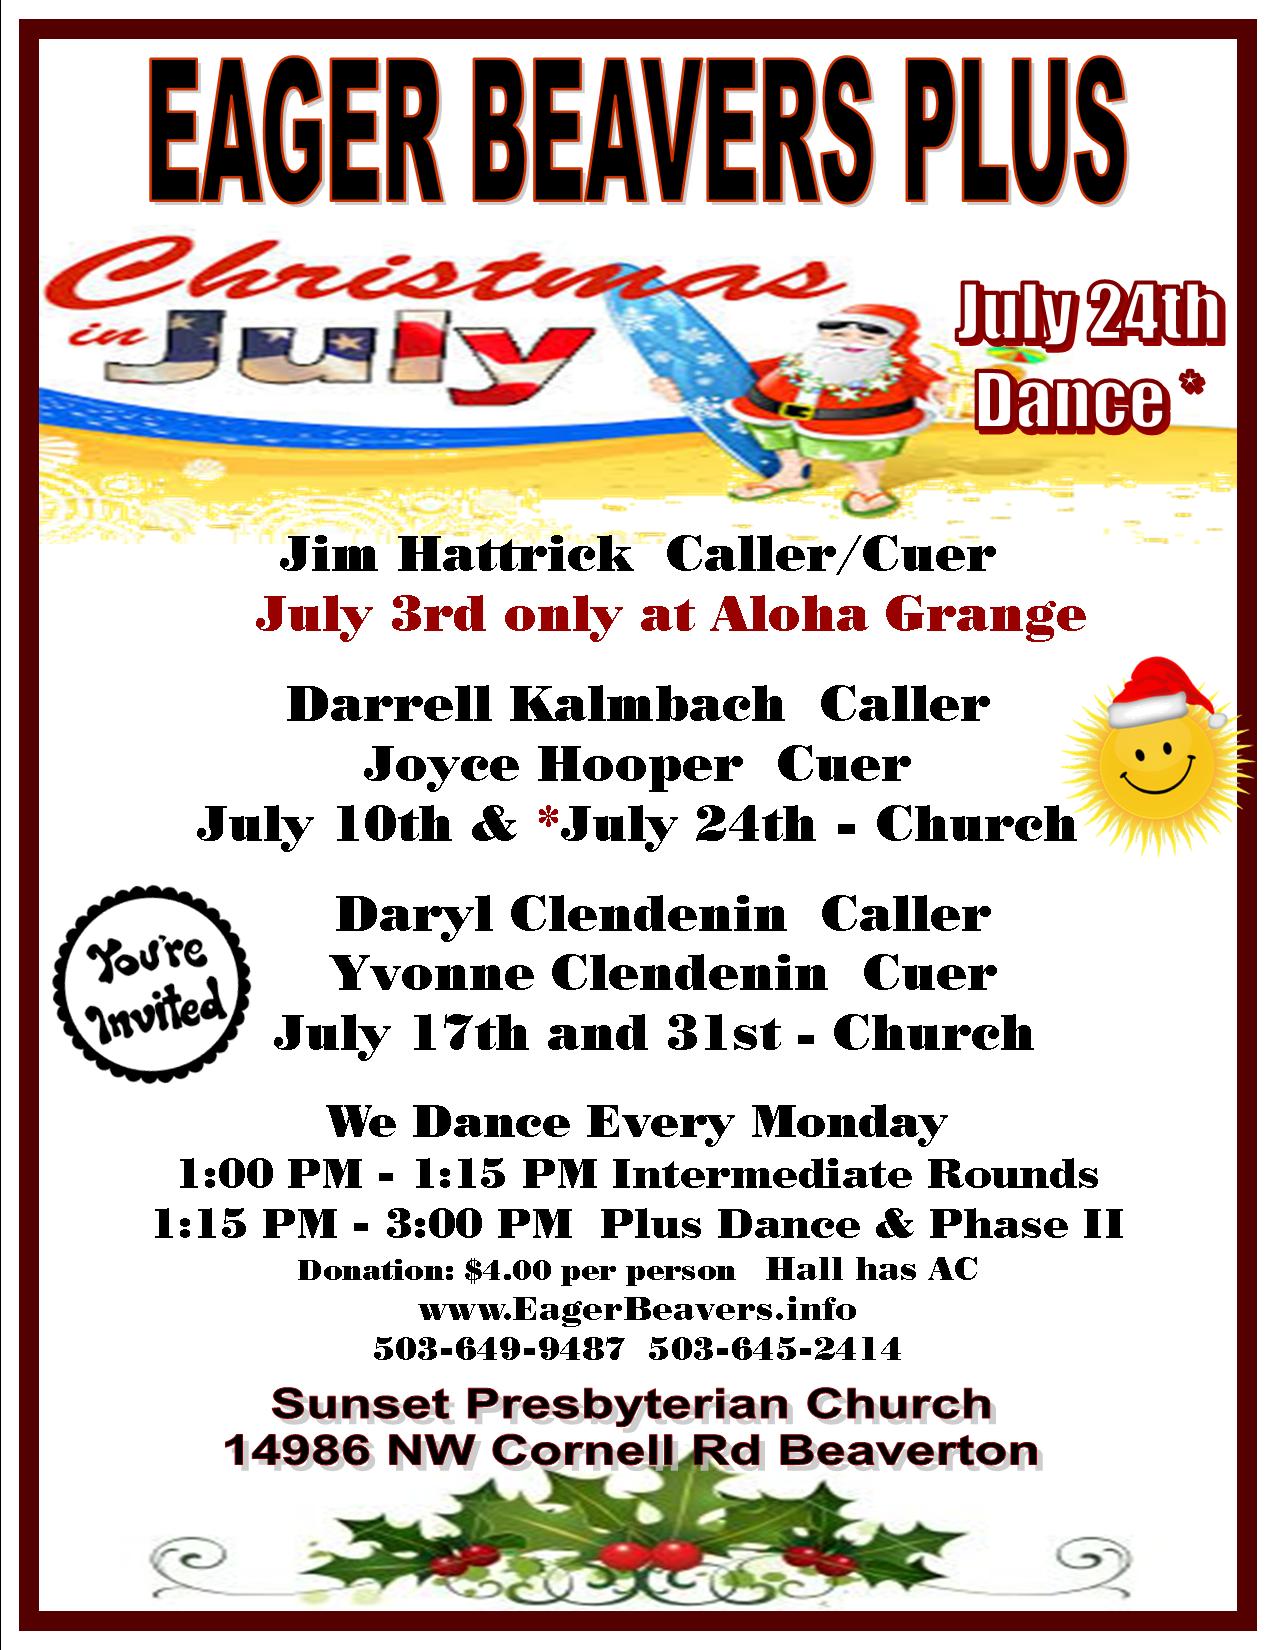 EAGER BEAVERS PLUS
Christmas
in July
July 24th
Dance *
Jim Hattrick Caller/Cuer
July 3rd only at Aloha Grange
Darrell Kalmbach Caller
Joyce Hooper Cuer
July 10th & *July 24th - Church
You're
Invited
Daryl Clendenin Caller
Yvonne Clendenin Cuer
July 17th and 31st - Church
We Dance Every Monday
1:00 PM - 1:15 PM Intermediate Rounds
1:15 PM - 3:00 PM Plus Dance & Phase II
Donation: $4.00 per person Hall has AC
www.EagerBeavers.info
503-649-9487 503-645-2414
Sunset Presbyterian Church
14986 NW Cornell Rd Beaverton